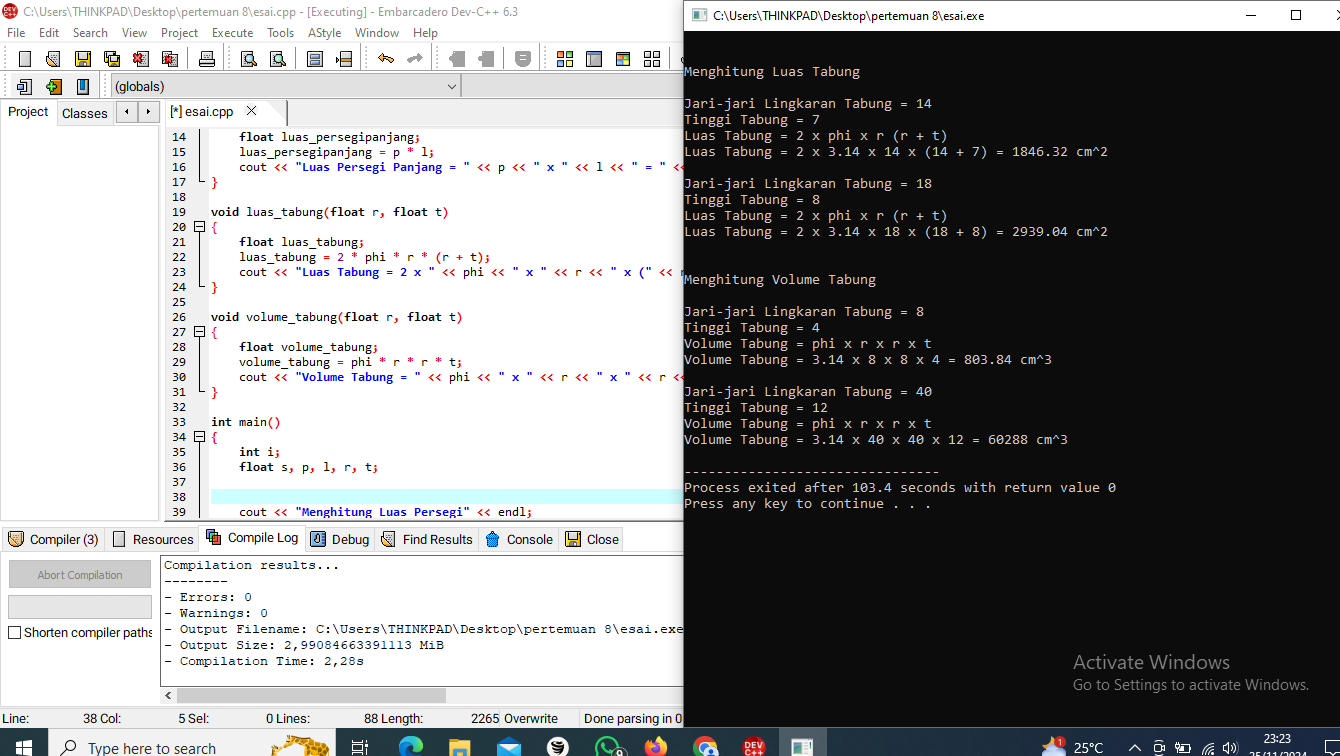 C:\Users\THINKPAD\Desktop\pertemuan 8\esai.cpp - [Executing] - Embarcadero Dev-C++ 6.3
File Edit Search View Project Execute Tools AStyle Window Help
(globals)
Project Classes
[*] esai.cpp
14 float luas_persegipanjang;
15 luas_persegipanjang = p * l;
16 cout << "Luas Persegi Panjang = " << p << " x " << l << " = " <<
17 }
18
19 void luas_tabung(float r, float t)
20 {
21 float luas_tabung;
22 luas_tabung = 2 * phi * r * (r + t);
23 cout << "Luas Tabung = 2 x " << phi << " x " << r << " x (" <<
24 }
25
26 void volume_tabung(float r, float t)
27 {
28 float volume_tabung;
29 volume_tabung = phi * r * r * t;
30 cout << "Volume Tabung = " << phi << " x " << r << " x " << r <<
31 }
32
33 int main()
34 {
35 int i;
36 float s, p, l, r, t;
37
38
39 cout << "Menghitung Luas Persegi" << endl;
Compiler (3) Resources Compile Log Debug Find Results Console Close
Abort Compilation
Shorten compiler paths
Compilation results...
--------
- Errors: 0
- Warnings: 0
- Output Filename: C:\Users\THINKPAD\Desktop\pertemuan 8\esai.exe
- Output Size: 2,99084663391113 MiB
- Compilation Time: 2,28s
Line: 38 Col: 5 Sel: 0 Lines: 88 Length: 2265 Overwrite Done parsing in 0
C:\Users\THINKPAD\Desktop\pertemuan 8\esai.exe
Menghitung Luas Tabung
Jari-jari Lingkaran Tabung = 14
Tinggi Tabung = 7
Luas Tabung = 2 x phi x r (r + t)
Luas Tabung = 2 x 3.14 x 14 x (14 + 7) = 1846.32 cm^2
Jari-jari Lingkaran Tabung = 18
Tinggi Tabung = 8
Luas Tabung = 2 x phi x r (r + t)
Luas Tabung = 2 x 3.14 x 18 x (18 + 8) = 2939.04 cm^2
Menghitung Volume Tabung
Jari-jari Lingkaran Tabung = 8
Tinggi Tabung = 4
Volume Tabung = phi x r x r x t
Volume Tabung = 3.14 x 8 x 8 x 4 = 803.84 cm^3
Jari-jari Lingkaran Tabung = 40
Tinggi Tabung = 12
Volume Tabung = phi x r x r x t
Volume Tabung = 3.14 x 40 x 40 x 12 = 60288 cm^3
--------------------------------
Process exited after 103.4 seconds with return value 0
Press any key to continue . . .
Activate Windows
Go to Settings to activate Windows.
Type here to search
DEV C++
1
25°C
23:23